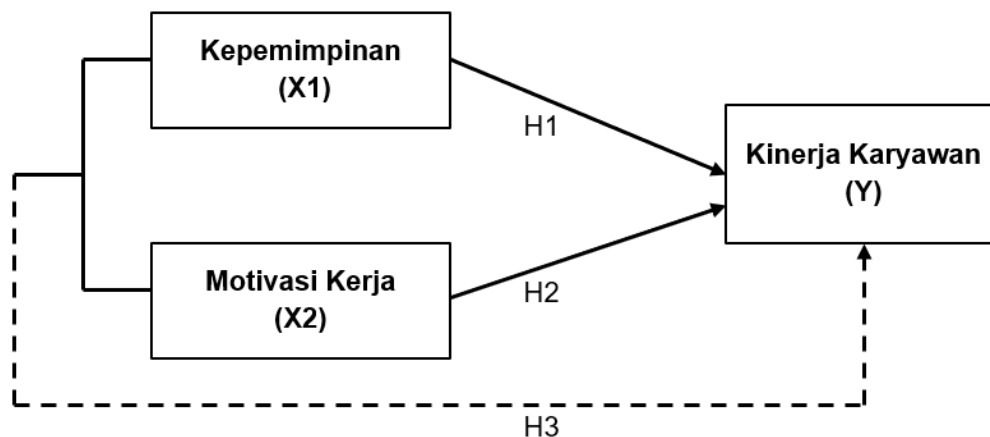 Kepemimpinan
(X1)
H1
Kinerja Karyawan
(Y)
Motivasi Kerja
(X2)
H2
H3